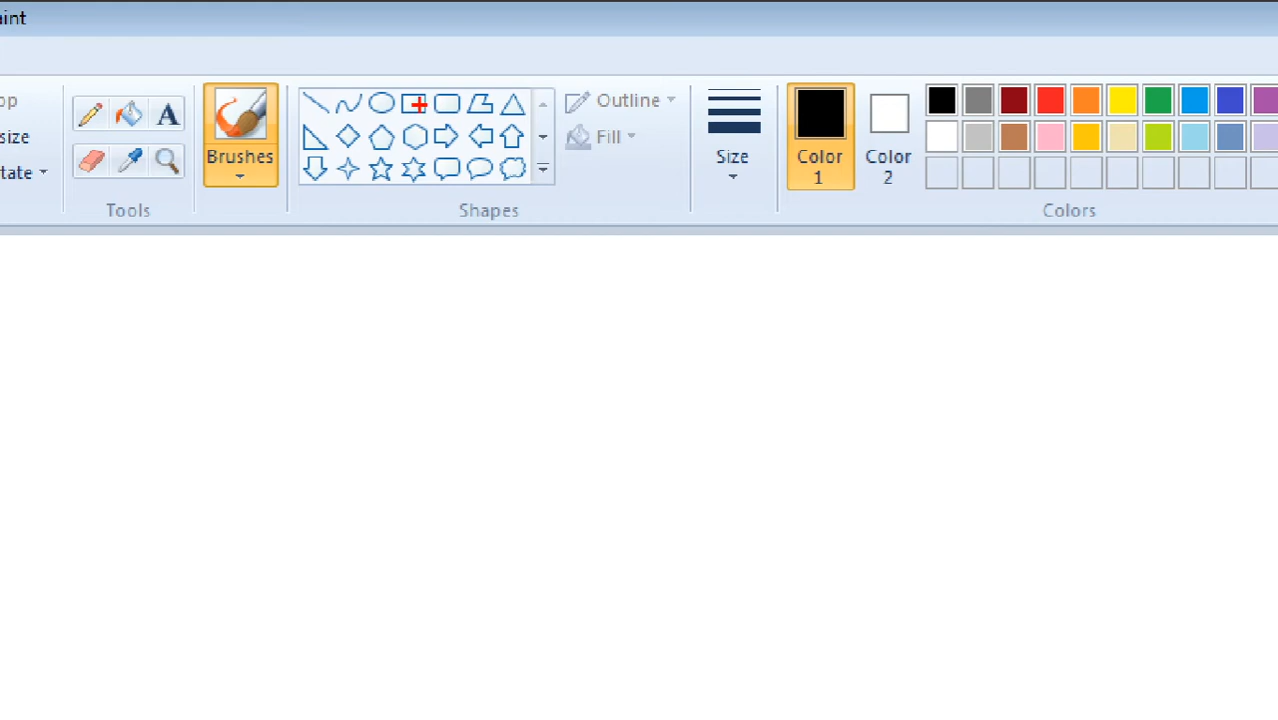 aint
op
size
tate
Tools
Brushes
Shapes
Outline
Fill
Size
Color
1
Color
2
Colors